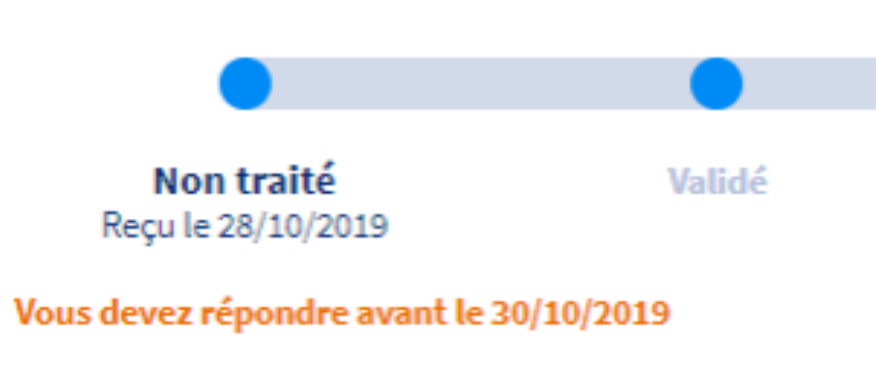 Non traité
Validé
Reçu le 28/10/2019
Vous devez répondre avant le 30/10/2019